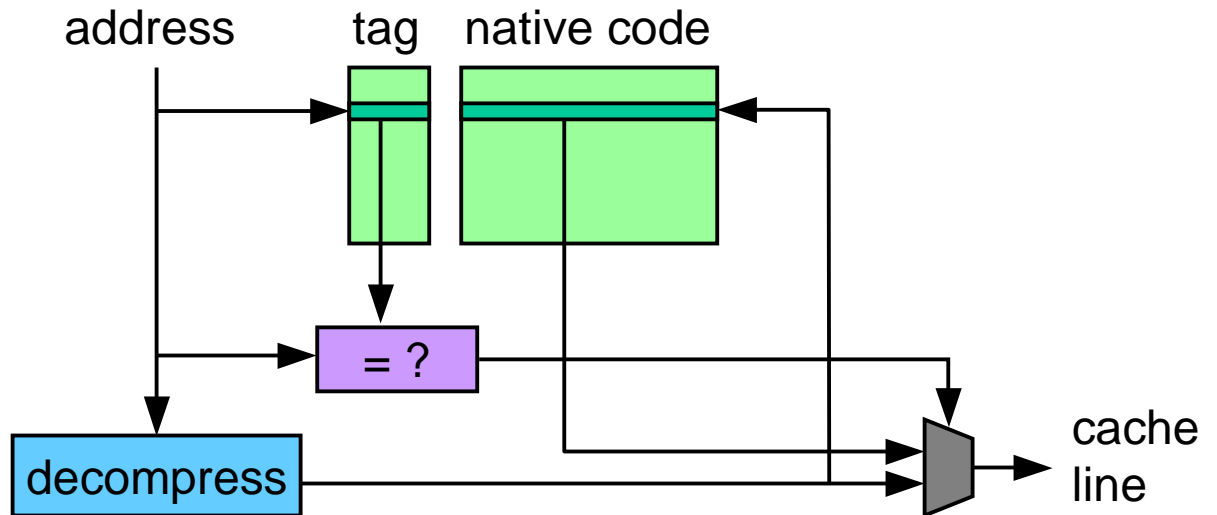 address
tag
native code
= ?
decompress
cache
line